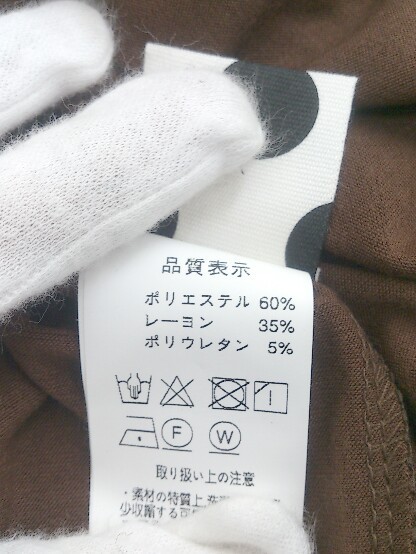 品質表示
ポリエステル 60%
レーヨン 35%
ポリウレタン 5%
F W
取り扱い上の注意
・素材の特質上
少収縮する可